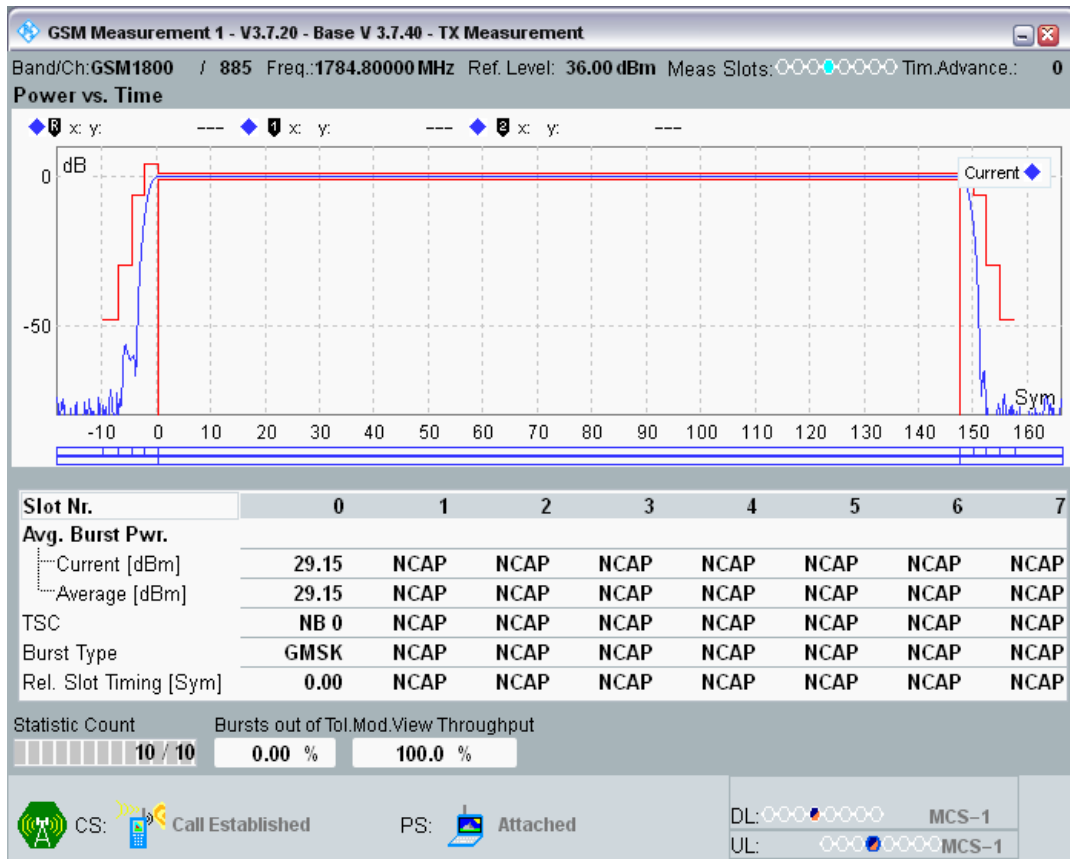 GSM Measurement 1 - V3.7.20 - Base V 3.7.40 - TX Measurement
Band/Ch:GSM1800 / 885 Freq.:1784.80000 MHz Ref. Level: 36.00 dBm Meas Slots: Tim.Advance.: 0
Power vs. Time
R x: y: --- 1 x: y: --- 2 x: y: ---
dB
Current
0
-50
Sym
-10 0 10 20 30 40 50 60 70 80 90 100 110 120 130 140 150 160
Slot Nr. 0 1 2 3 4 5 6 7
Avg. Burst Pwr.
Current [dBm] 29.15 NCAP NCAP NCAP NCAP NCAP NCAP NCAP
Average [dBm] 29.15 NCAP NCAP NCAP NCAP NCAP NCAP NCAP
TSC NB 0 NCAP NCAP NCAP NCAP NCAP NCAP NCAP
Burst Type GMSK NCAP NCAP NCAP NCAP NCAP NCAP NCAP
Rel. Slot Timing [Sym] 0.00 NCAP NCAP NCAP NCAP NCAP NCAP NCAP
Statistic Count Bursts out of Tol.Mod.View Throughput
10 / 10 0.00 % 100.0 %
CS: Call Established PS: Attached DL: MCS-1
UL: MCS-1